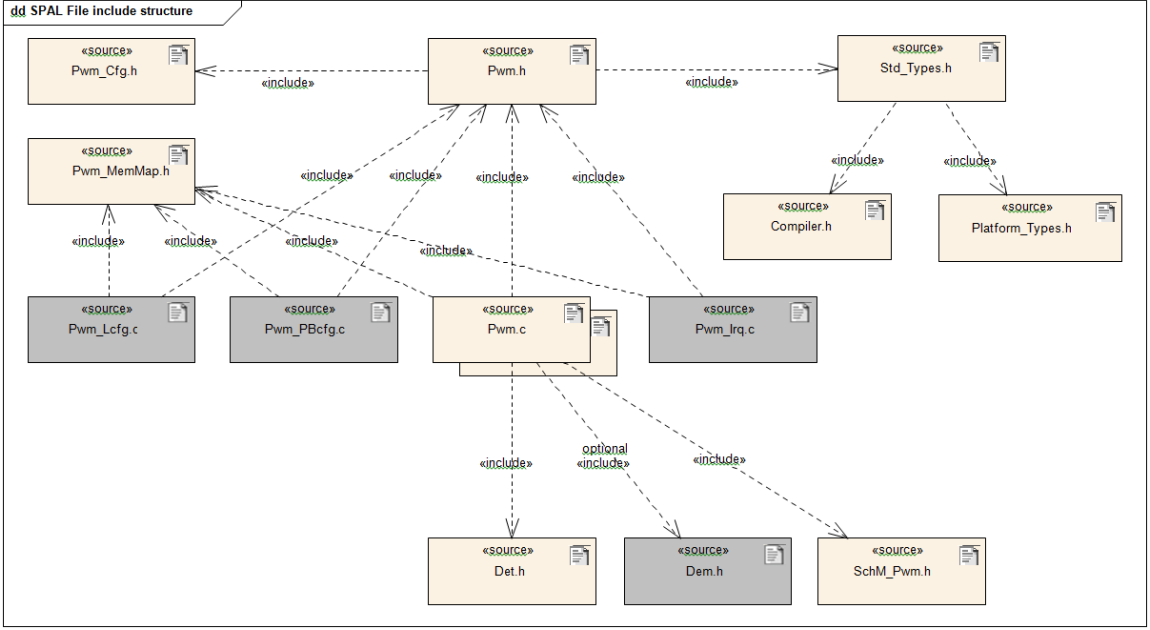 dd SPAL File include structure
«source»
Pwm_Cfg.h
«source»
Pwm.h
«source»
Std_Types.h
«include»
«include»
«source»
Pwm_MemMap.h
«include»
«include»
«include»
«include»
«include»
«include»
«source»
Compiler.h
«source»
Platform_Types.h
«include»
«include»
«include»
«include»
«source»
Pwm_Lcfg.c
«source»
Pwm_PBcfg.c
«source»
Pwm.c
«source»
Pwm_Irq.c
«include»
optional
«include»
«include»
«source»
Det.h
«source»
Dem.h
«source»
SchM_Pwm.h